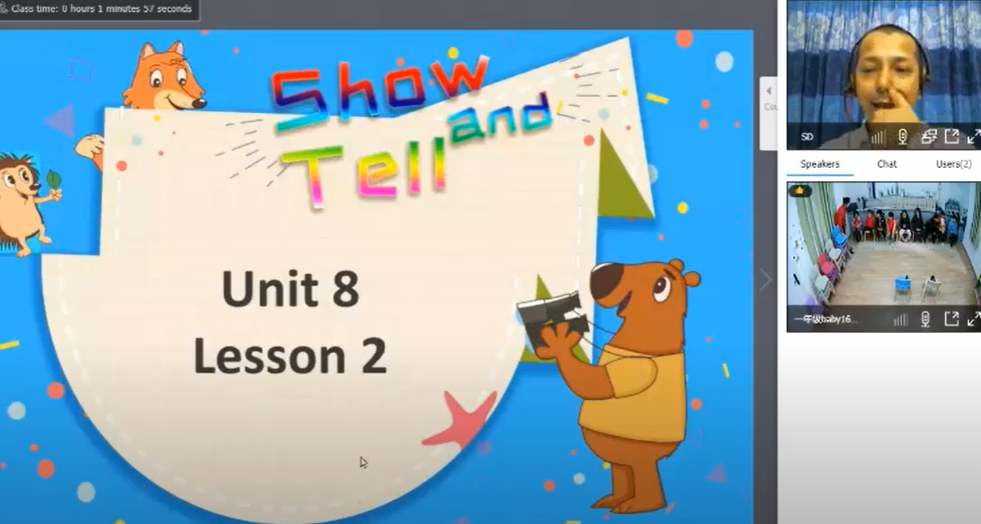 Class time: 0 hours 1 minutes 57 seconds
Show
and
Tell
Unit 8
Lesson 2
SD
Speakers Chat Users(2)
一年级baby16...